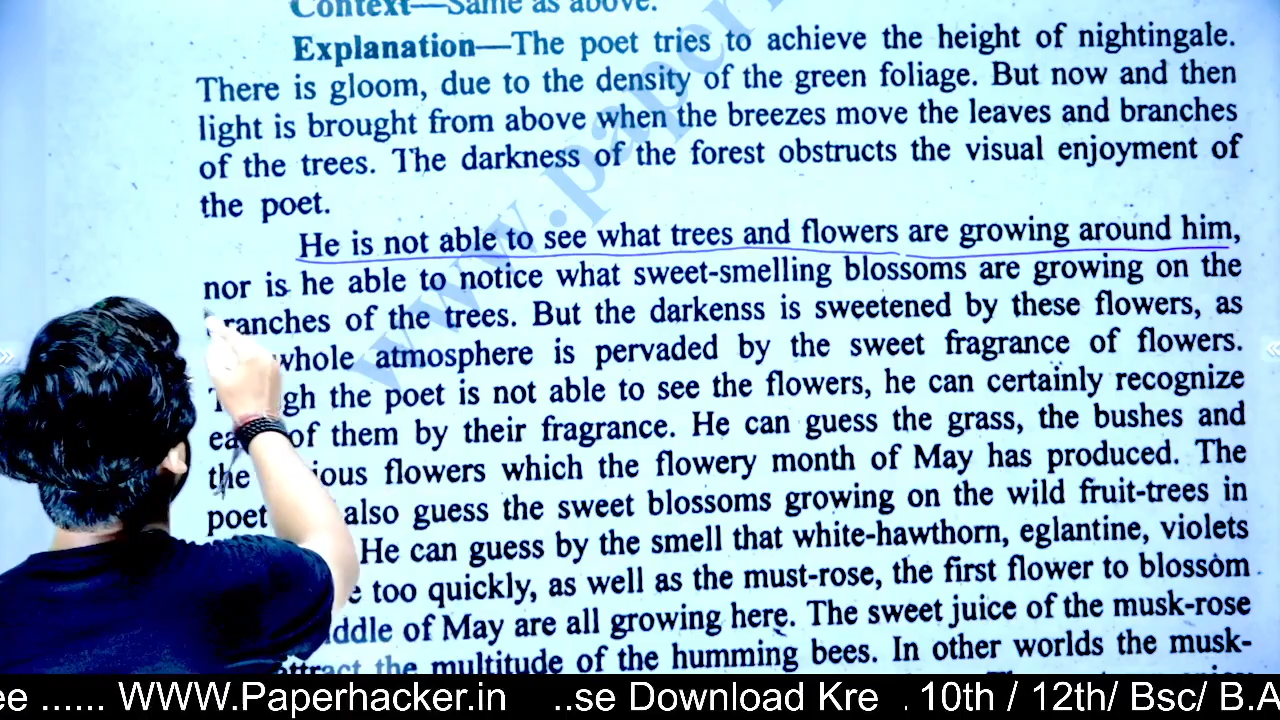 Context—Same as above.
Explanation—The poet tries to achieve the height of nightingale.
There is gloom, due to the density of the green foliage. But now and then
light is brought from above when the breezes move the leaves and branches
of the trees. The darkness of the forest obstructs the visual enjoyment of
the poet.
He is not able to see what trees and flowers are growing around him,
nor is he able to notice what sweet-smelling blossoms are growing on the
ranches of the trees. But the darkenss is sweetened by these flowers, as
whole atmosphere is pervaded by the sweet fragrance of flowers.
gh the poet is not able to see the flowers, he can certainly recognize
ea of them by their fragrance. He can guess the grass, the bushes and
the ious flowers which the flowery month of May has produced. The
poet also guess the sweet blossoms growing on the wild fruit-trees in
He can guess by the smell that white-hawthorn, eglantine, violets
e too quickly, as well as the must-rose, the first flower to blossom
ddle of May are all growing here. The sweet juice of the musk-rose
attract the multitude of the humming bees. In other worlds the musk-
www.paper
ee ...... WWW.Paperhacker.in ..se Download Kre . 10th / 12th/ Bsc/ B.A